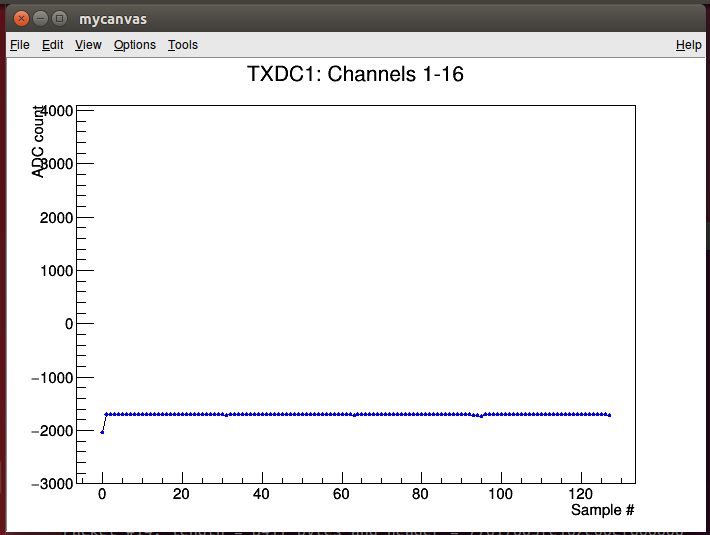 mycanvas
File Edit View Options Tools Help
TXDC1: Channels 1-16
ADC count
4000
3000
2000
1000
0
−1000
−2000
−3000
0 20 40 60 80 100 120
Sample #